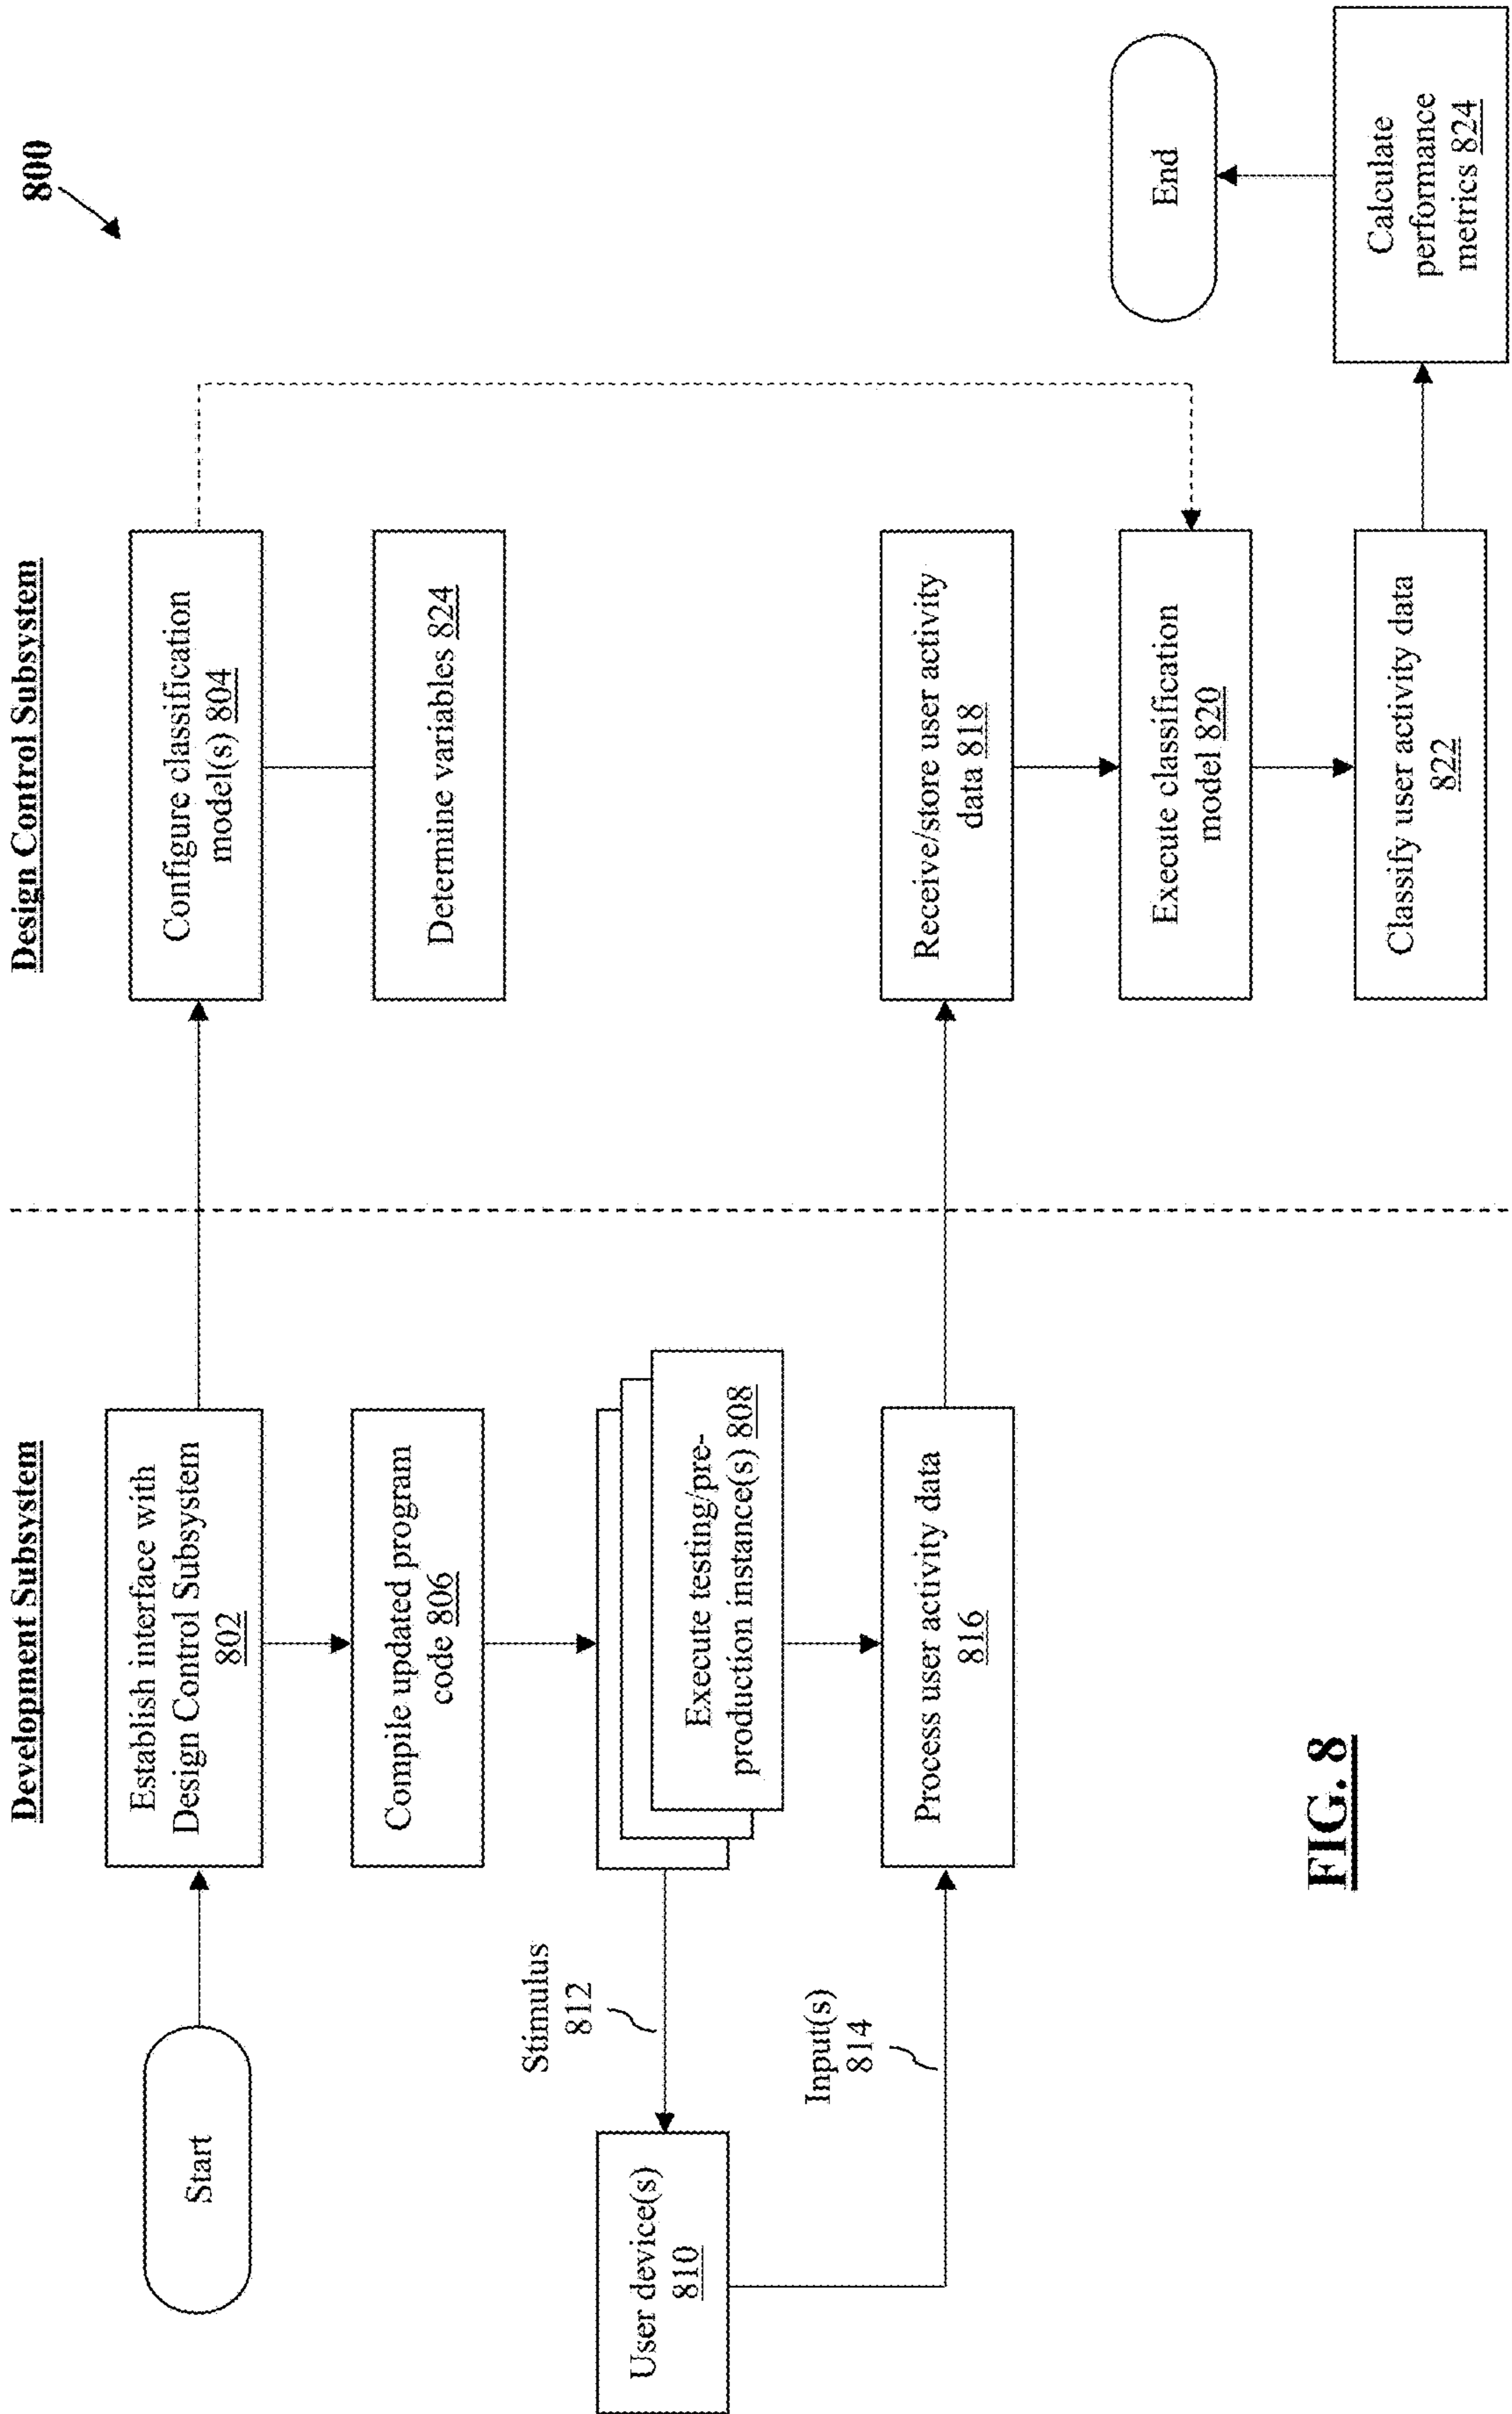 800
Development Subsystem
Design Control Subsystem
Start
Establish interface with
Design Control Subsystem
802
Configure classification
model(s) 804
Compile updated program
code 806
Determine variables 824
Stimulus
812
Execute testing/pre-
production instance(s) 808
User device(s)
810
Input(s)
814
Process user activity data
816
Receive/store user activity
data 818
Execute classification
model 820
Classify user activity data
822
End
Calculate
performance
metrics 824
FIG. 8